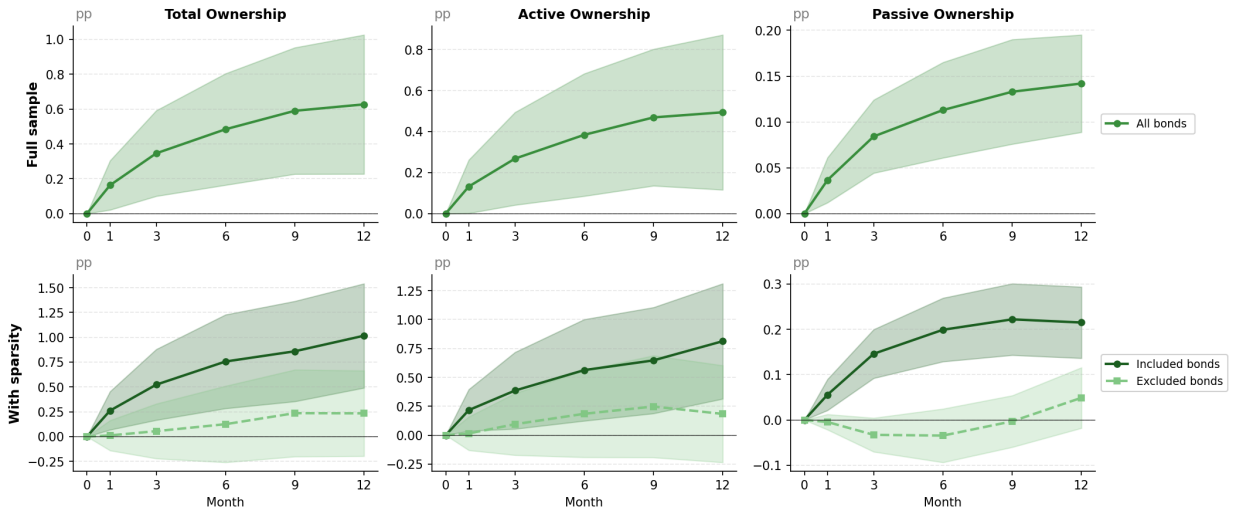 pp Total Ownership
pp Active Ownership
pp Passive Ownership
Full sample
1.0
0.8
0.6
0.4
0.2
0.0
0 1 3 6 9 12
0.8
0.6
0.4
0.2
0.0
0 1 3 6 9 12
0.20
0.15
0.10
0.05
0.00
0 1 3 6 9 12
All bonds
With sparsity
pp
1.50
1.25
1.00
0.75
0.50
0.25
0.00
−0.25
0 1 3 6 9 12
Month
pp
1.25
1.00
0.75
0.50
0.25
0.00
−0.25
0 1 3 6 9 12
Month
pp
0.3
0.2
0.1
0.0
−0.1
0 1 3 6 9 12
Month
Included bonds
Excluded bonds